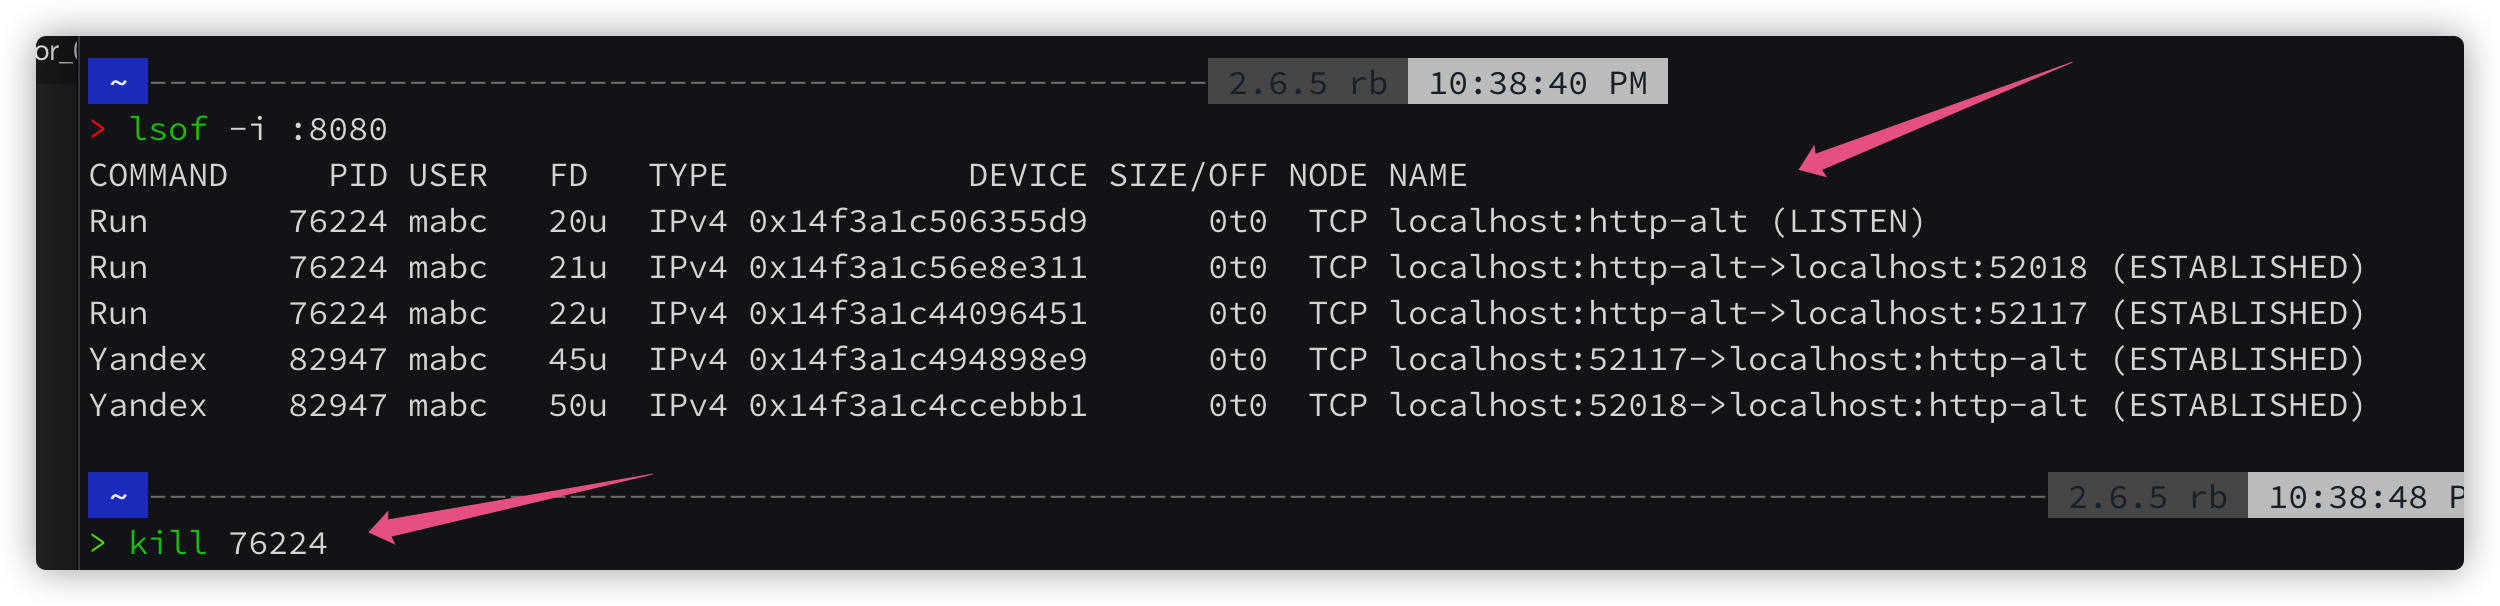 or_
~ 2.6.5 rb 10:38:40 PM
> lsof -i :8080
COMMAND PID USER FD TYPE DEVICE SIZE/OFF NODE NAME
Run 76224 mabc 20u IPv4 0x14f3a1c506355d9 0t0 TCP localhost:http-alt (LISTEN)
Run 76224 mabc 21u IPv4 0x14f3a1c56e8e311 0t0 TCP localhost:http-alt->localhost:52018 (ESTABLISHED)
Run 76224 mabc 22u IPv4 0x14f3a1c44096451 0t0 TCP localhost:http-alt->localhost:52117 (ESTABLISHED)
Yandex 82947 mabc 45u IPv4 0x14f3a1c494898e9 0t0 TCP localhost:52117->localhost:http-alt (ESTABLISHED)
Yandex 82947 mabc 50u IPv4 0x14f3a1c4ccebbb1 0t0 TCP localhost:52018->localhost:http-alt (ESTABLISHED)
~ 2.6.5 rb 10:38:48 P
> kill 76224